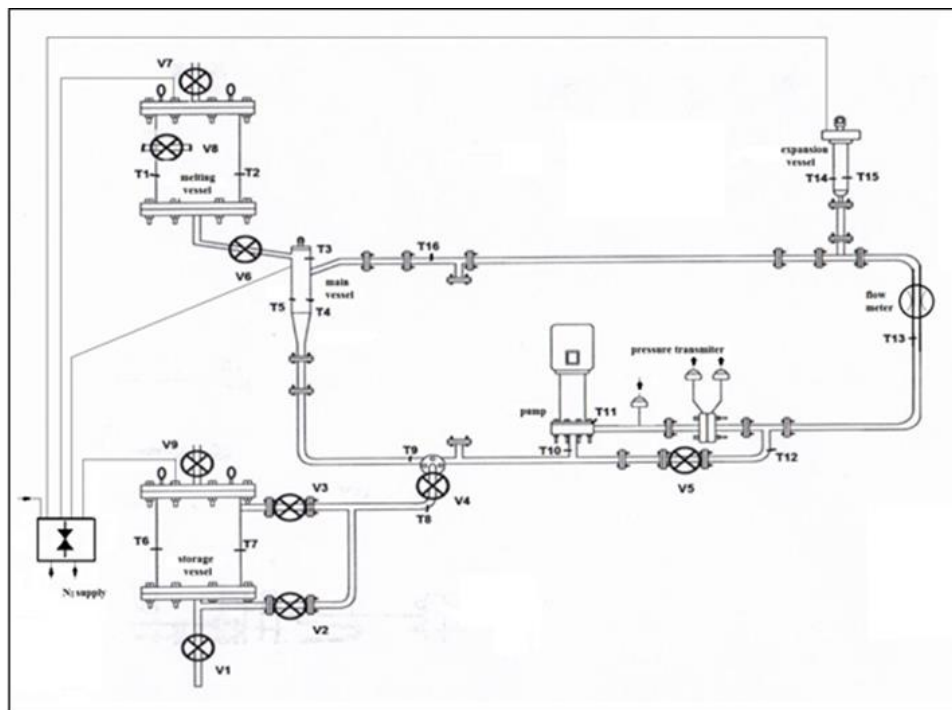 V7
V8
T1
T2
melting
vessel
V6
T3
main
vessel
T5
T4
T16
expansion
vessel
T14
T15
flow
meter
T13
pressure transmiter
pump
T11
T10
T12
V5
T9
V4
T8
V9
V3
T6
T7
storage
vessel
V2
V1
N2 supply